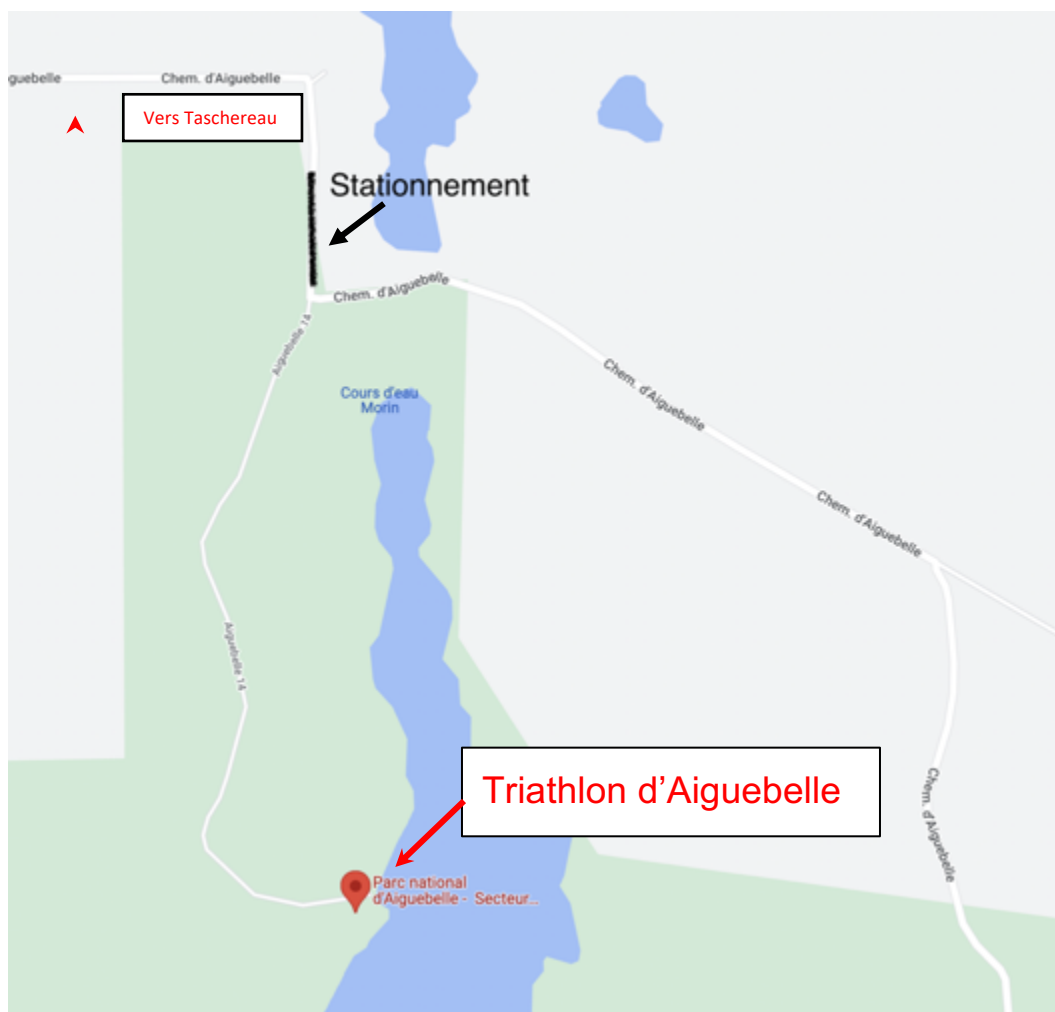 guebelle
Chem. d'Aiguebelle
Vers Taschereau
Stationnement
Chem. d'Aiguebelle
Aiguebelle 14
Chem. d'Aiguebelle
Cours d'eau
Morin
Chem. d'Aiguebelle
Aiguebelle 14
Triathlon d’Aiguebelle
Chem. d'Aiguebelle
Parc national
d'Aiguebelle - Secteur...